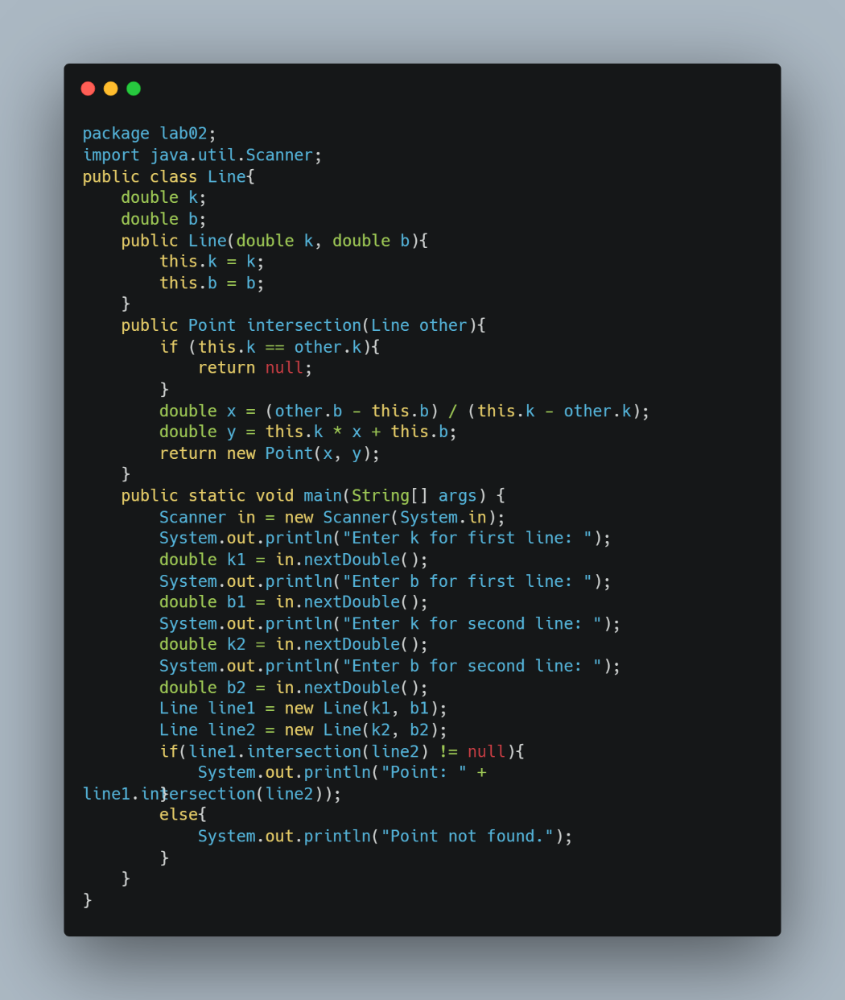 package lab02;
import java.util.Scanner;
public class Line{
    double k;
    double b;
    public Line(double k, double b){
        this.k = k;
        this.b = b;
    }
    public Point intersection(Line other){
        if (this.k == other.k){
            return null;
        }
        double x = (other.b - this.b) / (this.k - other.k);
        double y = this.k * x + this.b;
        return new Point(x, y);
    }
    public static void main(String[] args) {
        Scanner in = new Scanner(System.in);
        System.out.println("Enter k for first line: ");
        double k1 = in.nextDouble();
        System.out.println("Enter b for first line: ");
        double b1 = in.nextDouble();
        System.out.println("Enter k for second line: ");
        double k2 = in.nextDouble();
        System.out.println("Enter b for second line: ");
        double b2 = in.nextDouble();
        Line line1 = new Line(k1, b1);
        Line line2 = new Line(k2, b2);
        if(line1.intersection(line2) != null){
            System.out.println("Point: " +
line1.intersection(line2));
        }
        else{
            System.out.println("Point not found.");
        }
    }
}